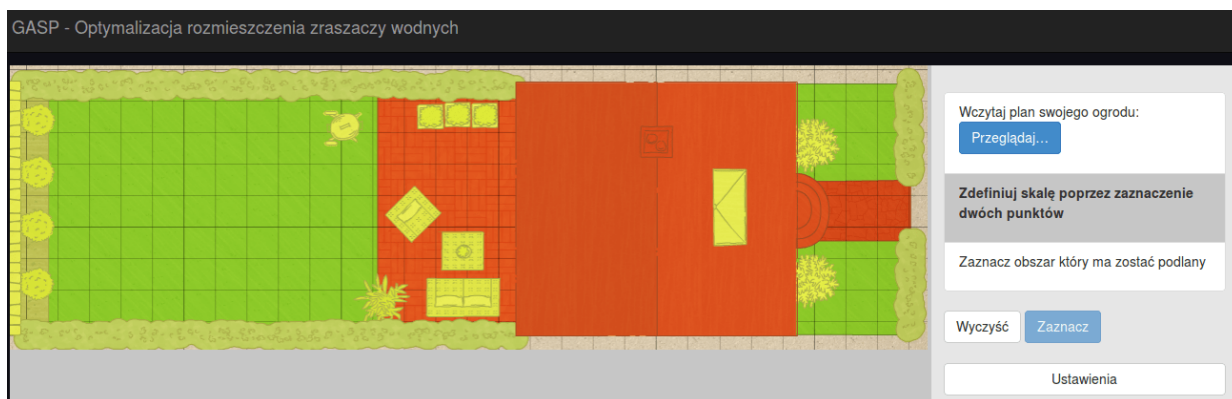 GASP - Optymalizacja rozmieszczenia zraszaczy wodnych
Wczytaj plan swojego ogrodu:
Przeglądaj...
Zdefiniuj skalę poprzez zaznaczenie
dwóch punktów
Zaznacz obszar który ma zostać podlany
Wyczyść
Zaznacz
Ustawienia